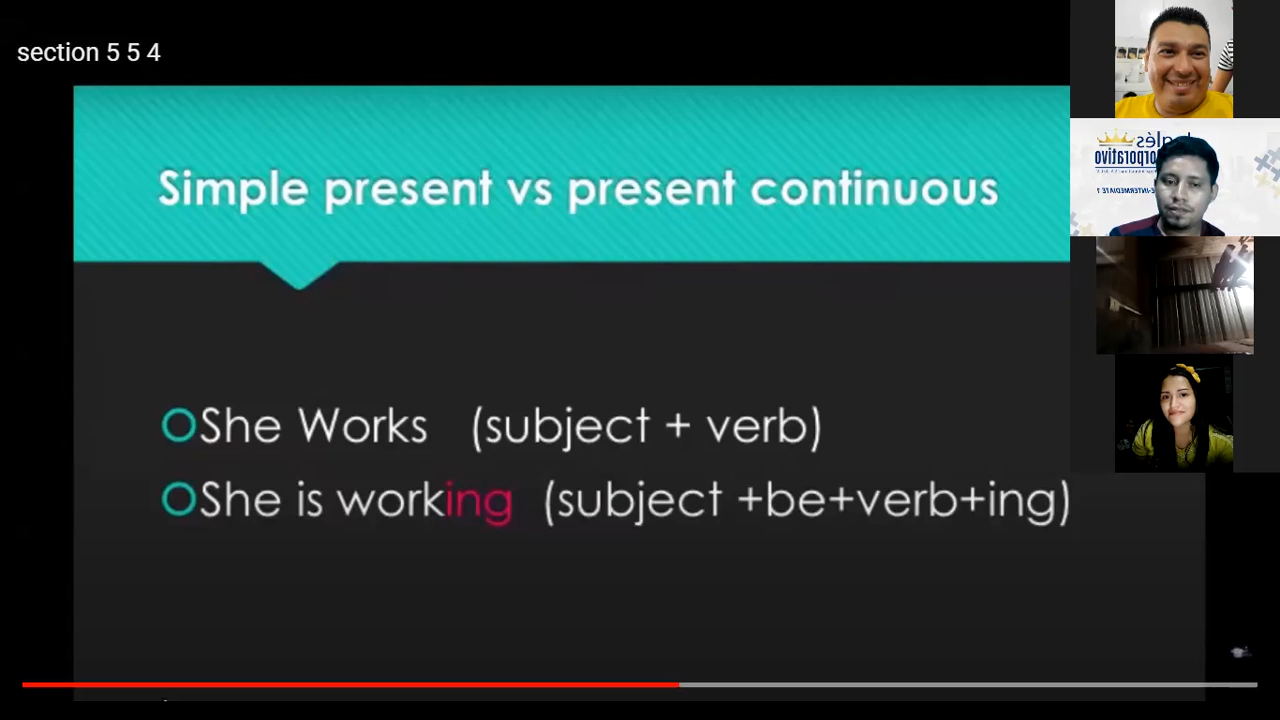 section 5 5 4
Simple present vs present continuous
She Works (subject + verb)
She is working (subject +be+verb+ing)